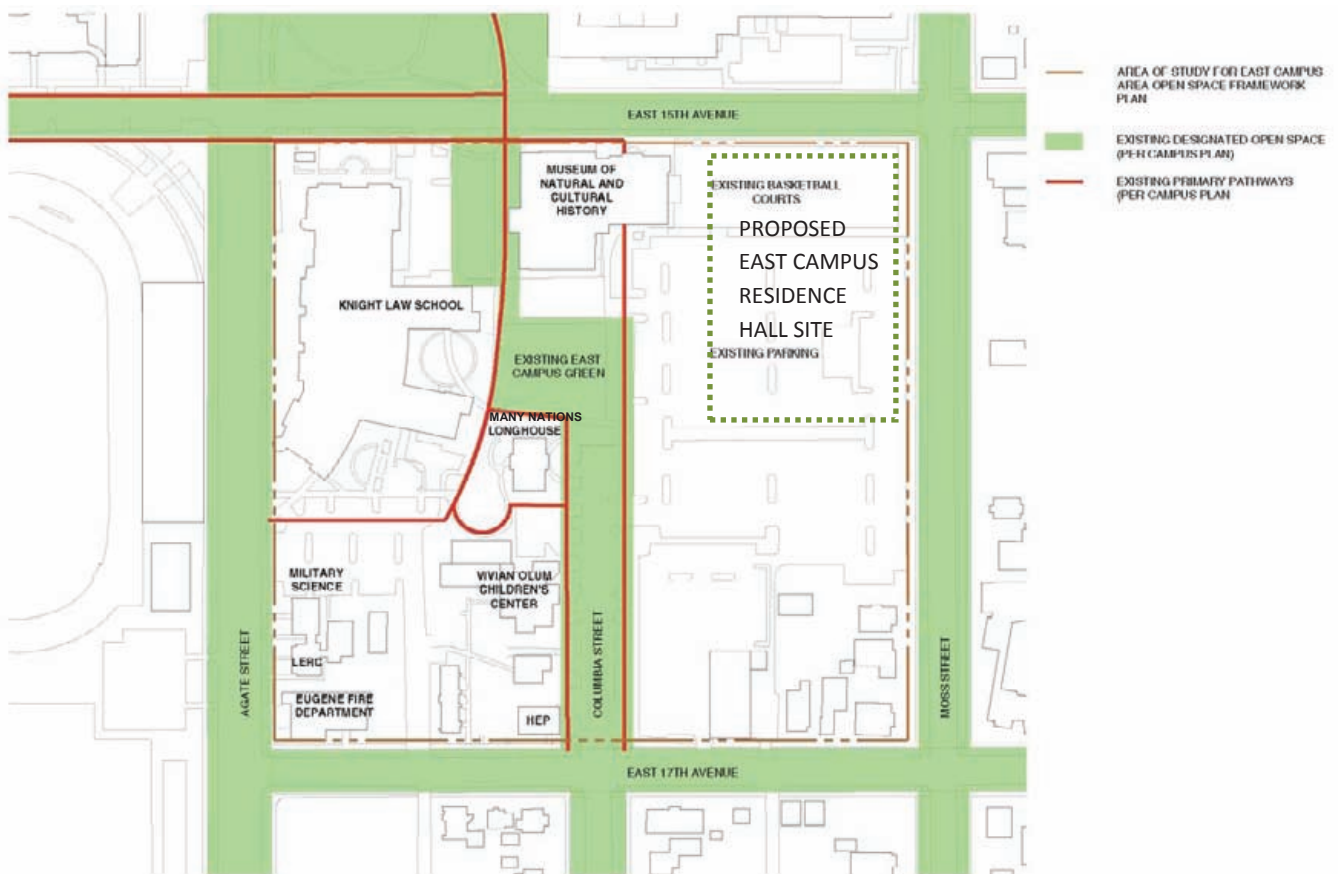 EAST 15TH AVENUE
MUSEUM OF
NATURAL AND
CULTURAL
HISTORY
EXISTING BASKETBALL
COURTS
PROPOSED
EAST CAMPUS
RESIDENCE
HALL SITE
EXISTING PARKING
KNIGHT LAW SCHOOL
EXISTING EAST
CAMPUS GREEN
MANY NATIONS
LONGHOUSE
MILITARY
SCIENCE
VIVIAN OLUM
CHILDREN'S
CENTER
LERC
EUGENE FIRE
DEPARTMENT
HEP
AGATE STREET
COLUMBIA STREET
MOSS STREET
EAST 17TH AVENUE
AREA OF STUDY FOR EAST CAMPUS
AREA OPEN SPACE FRAMEWORK
PLAN
EXISTING DESIGNATED OPEN SPACE
(PER CAMPUS PLAN)
EXISTING PRIMARY PATHWAYS
(PER CAMPUS PLAN